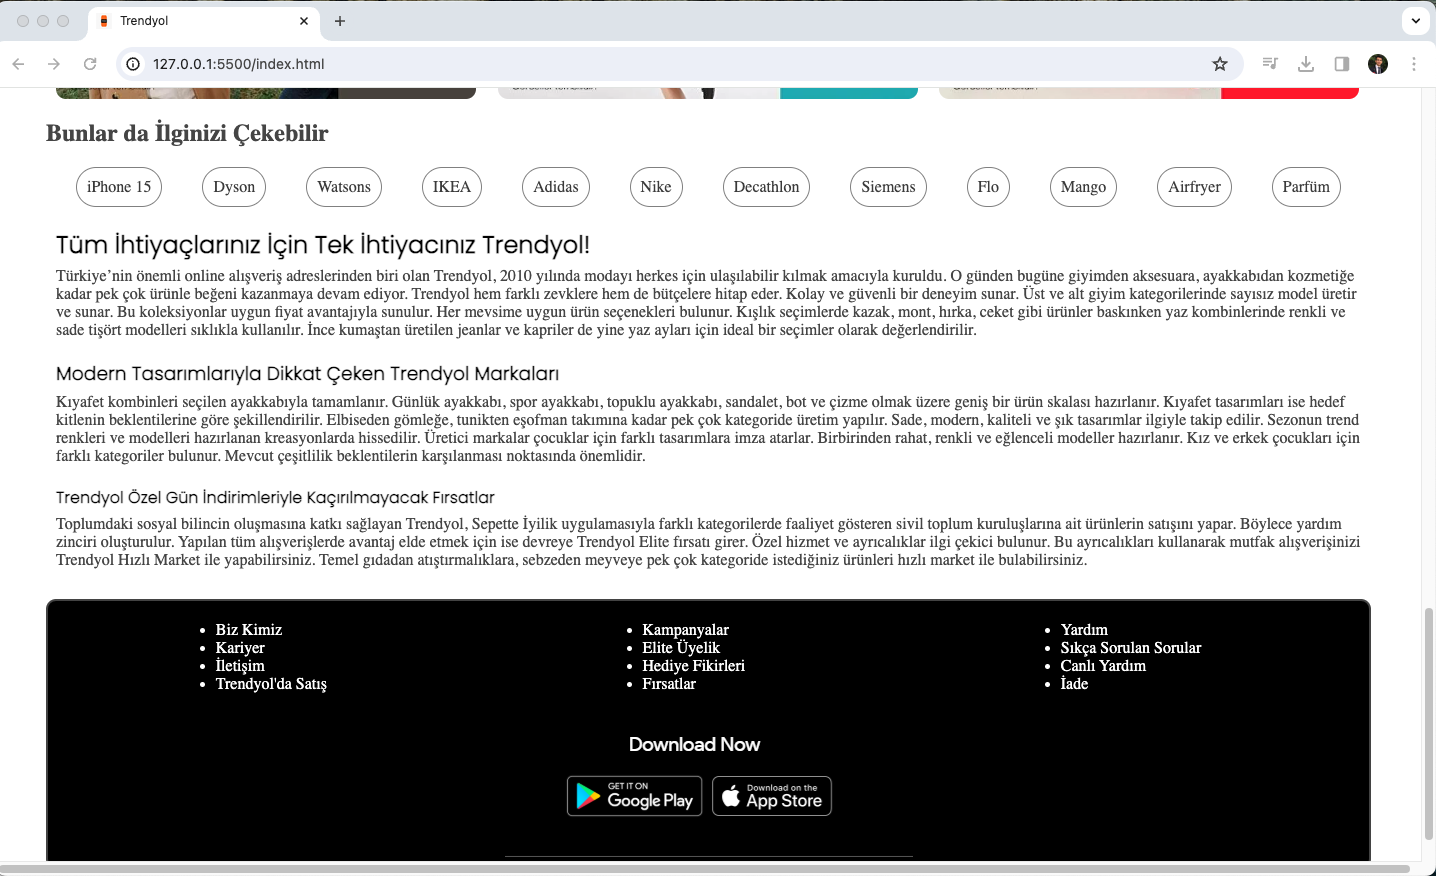 Trendyol
127.0.0.1:5500/index.html
Bunlar da İlginizi Çekebilir
iPhone 15 Dyson Watsons IKEA Adidas Nike Decathlon Siemens Flo Mango Airfryer Parfüm
Tüm İhtiyaçlarınız İçin Tek İhtiyacınız Trendyol!
Türkiye’nin önemli online alışveriş adreslerinden biri olan Trendyol, 2010 yılında modayı herkes için ulaşılabilir kılmak amacıyla kuruldu. O günden bugüne giyimden aksesuara, ayakkabıdan kozmetiğe
kadar pek çok ürünle beğeni kazanmaya devam ediyor. Trendyol hem farklı zevklere hem de bütçelere hitap eder. Kolay ve güvenli bir deneyim sunar. Üst ve alt giyim kategorilerinde sayısız model üretir
ve sunar. Bu koleksiyonlar uygun fiyat avantajıyla sunulur. Her mevsime uygun ürün seçenekleri bulunur. Kışlık seçimlerde kazak, mont, hırka, ceket gibi ürünler baskınken yaz kombinlerinde renkli ve
sade tişört modelleri sıklıkla kullanılır. İnce kumaştan üretilen jeanlar ve kapriler de yine yaz ayları için ideal bir seçimler olarak değerlendirilir.
Modern Tasarımlarıyla Dikkat Çeken Trendyol Markaları
Kıyafet kombinleri seçilen ayakkabıyla tamamlanır. Günlük ayakkabı, spor ayakkabı, topuklu ayakkabı, sandalet, bot ve çizme olmak üzere geniş bir ürün skalası hazırlanır. Kıyafet tasarımları ise hedef
kitlenin beklentilerine göre şekillendirilir. Elbiseden gömleğe, tunikten eşofman takımına kadar pek çok kategoride üretim yapılır. Sade, modern, kaliteli ve şık tasarımlar ilgiyle takip edilir. Sezonun trend
renkleri ve modelleri hazırlanan kreasyonlarda hissedilir. Üretici markalar çocuklar için farklı tasarımlara imza atarlar. Birbirinden rahat, renkli ve eğlenceli modeller hazırlanır. Kız ve erkek çocukları için
farklı kategoriler bulunur. Mevcut çeşitlilik beklentilerin karşılanması noktasında önemlidir.
Trendyol Özel Gün İndirimleriyle Kaçırılmayacak Fırsatlar
Toplumdaki sosyal bilincin oluşmasına katkı sağlayan Trendyol, Sepette İyilik uygulamasıyla farklı kategorilerde faaliyet gösteren sivil toplum kuruluşlarına ait ürünlerin satışını yapar. Böylece yardım
zinciri oluşturulur. Yapılan tüm alışverişlerde avantaj elde etmek için ise devreye Trendyol Elite fırsatı girer. Özel hizmet ve ayrıcalıklar ilgi çekici bulunur. Bu ayrıcalıkları kullanarak mutfak alışverişinizi
Trendyol Hızlı Market ile yapabilirsiniz. Temel gıdadan atıştırmalıklara, sebzeden meyveye pek çok kategoride istediğiniz ürünleri hızlı market ile bulabilirsiniz.
Biz Kimiz
Kariyer
İletişim
Trendyol'da Satış
Kampanyalar
Elite Üyelik
Hediye Fikirleri
Fırsatlar
Yardım
Sıkça Sorulan Sorular
Canlı Yardım
İade
Download Now
GET IT ON
Google Play
Download on the
App Store